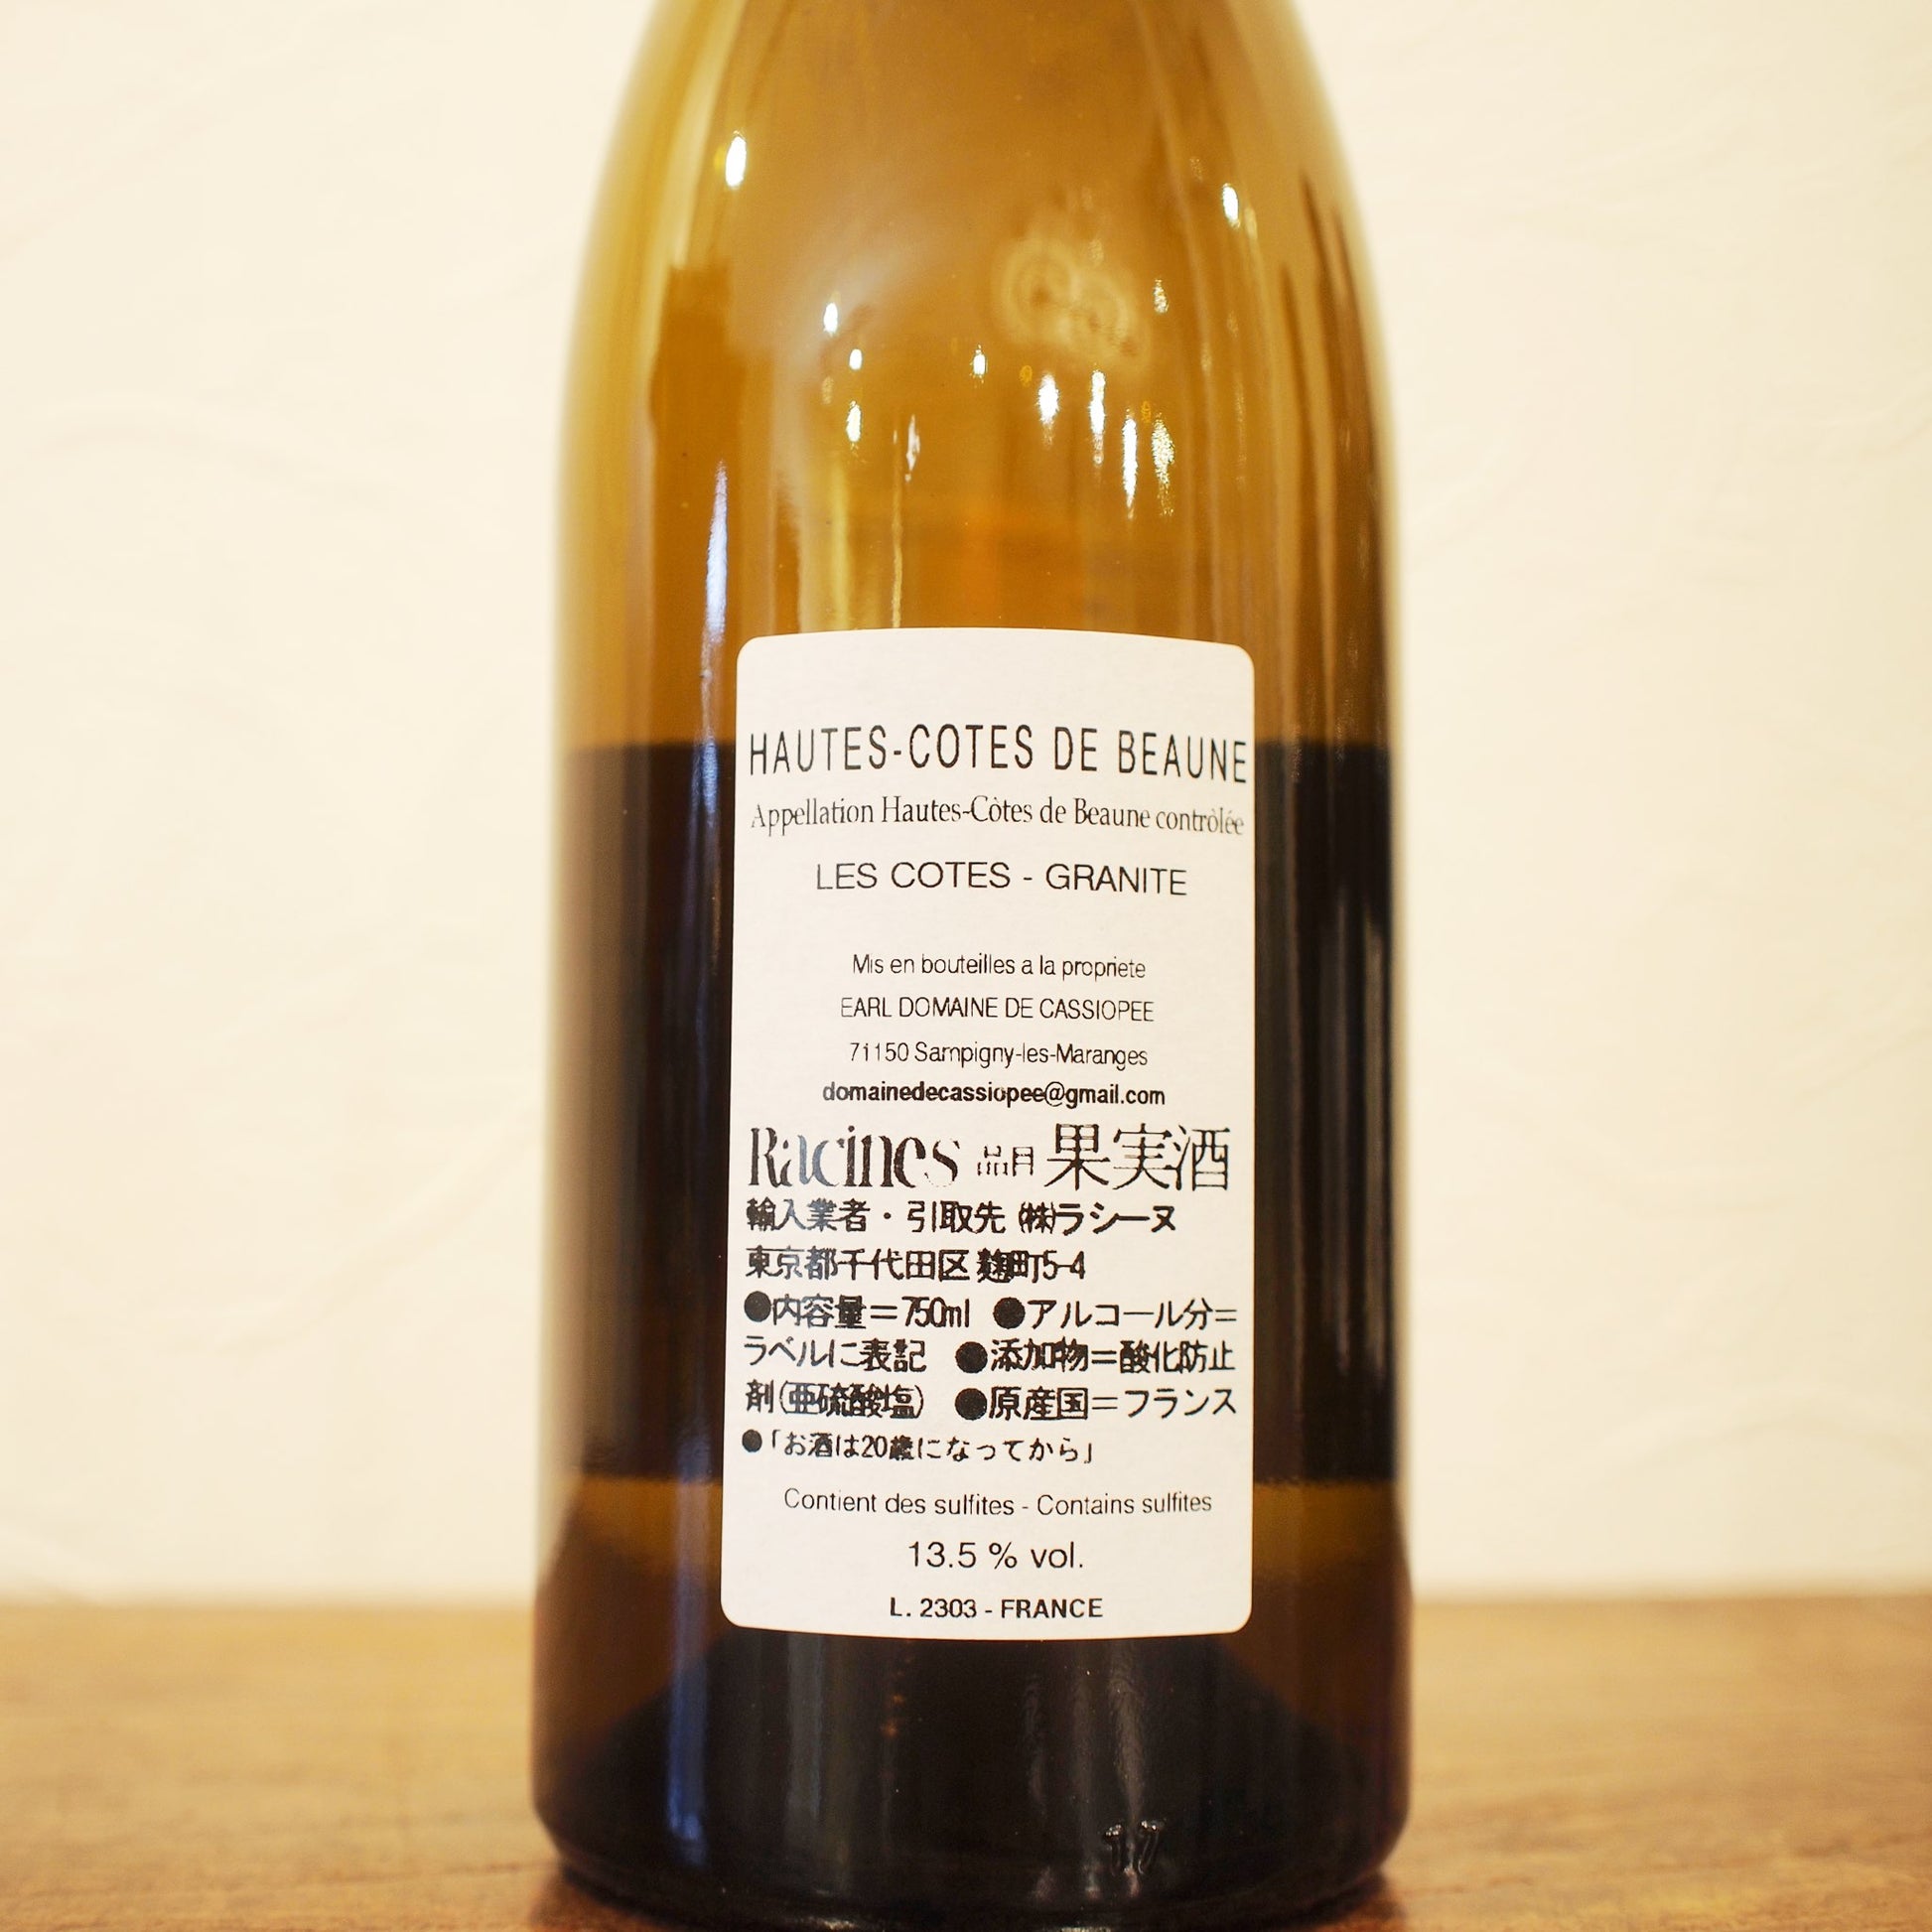 HAUTES-COTES DE BEAUNE
Appellation Hautes-Côtes de Beaune contrôlée
LES COTES - GRANITE
Mis en bouteilles a la propriete
EARL DOMAINE DE CASSIOPEE
71150 Sampigny-les-Maranges
domainedecassiopee@gmail.com
Racines 品目 果実酒
輸入業者・引取先 ㈱ラシーヌ
東京都千代田区麹町5-4
●内容量=750ml ●アルコール分=
ラベルに表記 ●添加物=酸化防止
剤(亜硫酸塩) ●原産国=フランス
●「お酒は20歳になってから」
Contient des sulfites - Contains sulfites
13.5 % vol.
L. 2303 - FRANCE
17